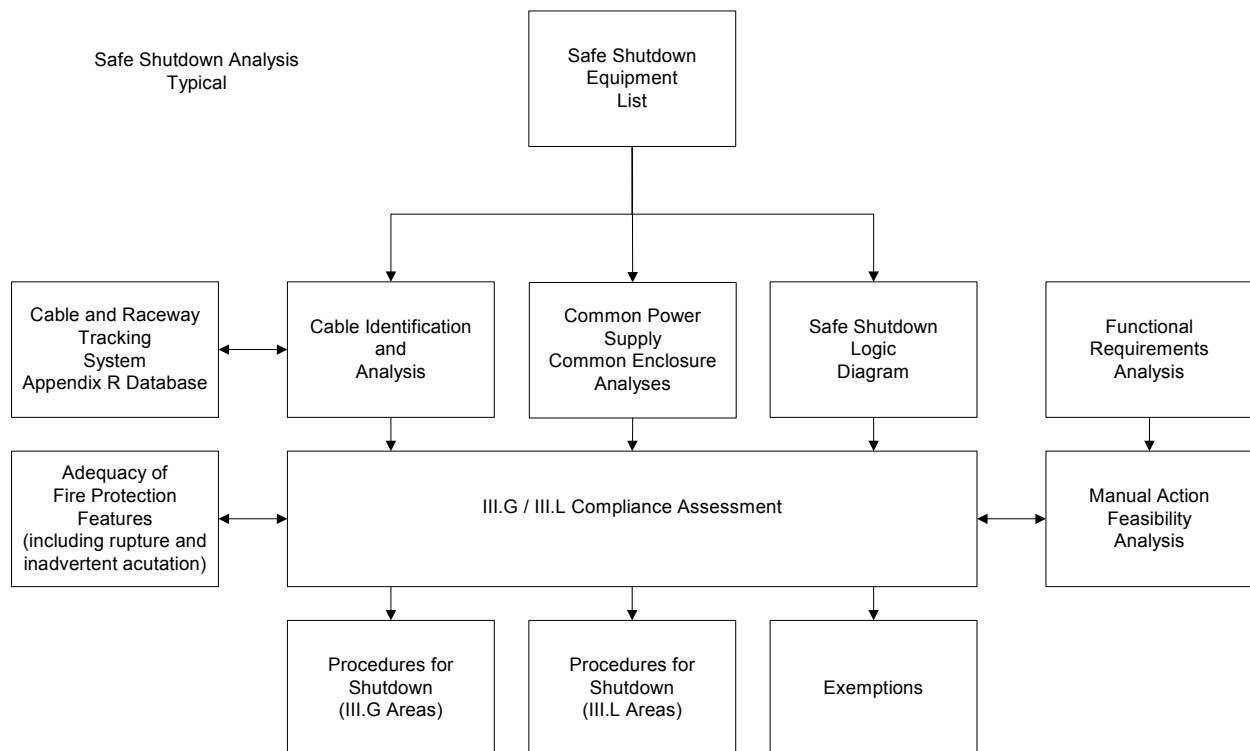 Safe Shutdown Analysis
Typical
Safe Shutdown
Equipment
List
Cable and Raceway
Tracking
System
Appendix R Database
Cable Identification
and
Analysis
Common Power
Supply
Common Enclosure
Analyses
Safe Shutdown
Logic
Diagram
Functional
Requirements
Analysis
Adequacy of
Fire Protection
Features
(including rupture and
inadvertent acutation)
III.G / III.L Compliance Assessment
Manual Action
Feasibility
Analysis
Procedures for
Shutdown
(III.G Areas)
Procedures for
Shutdown
(III.L Areas)
Exemptions